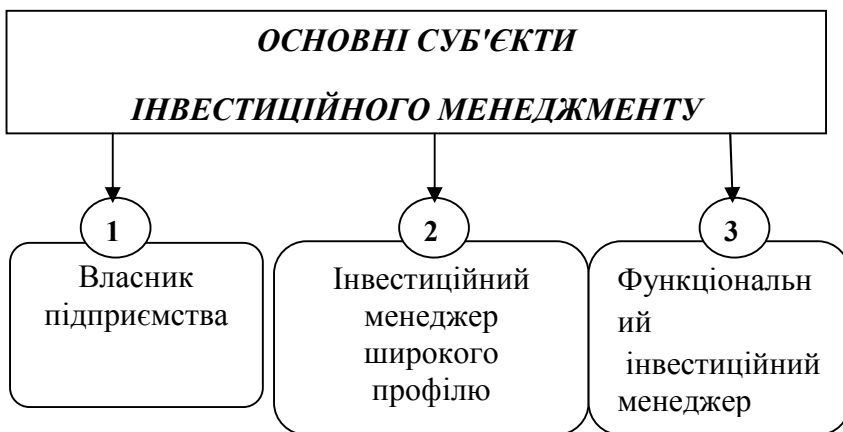 ОСНОВНІ СУБ'ЄКТИ
ІНВЕСТИЦІЙНОГО МЕНЕДЖМЕНТУ
1
Власник
підприємства
2
Інвестиційний
менеджер
широкого
профілю
3
Функціональн
ий
інвестиційний
менеджер